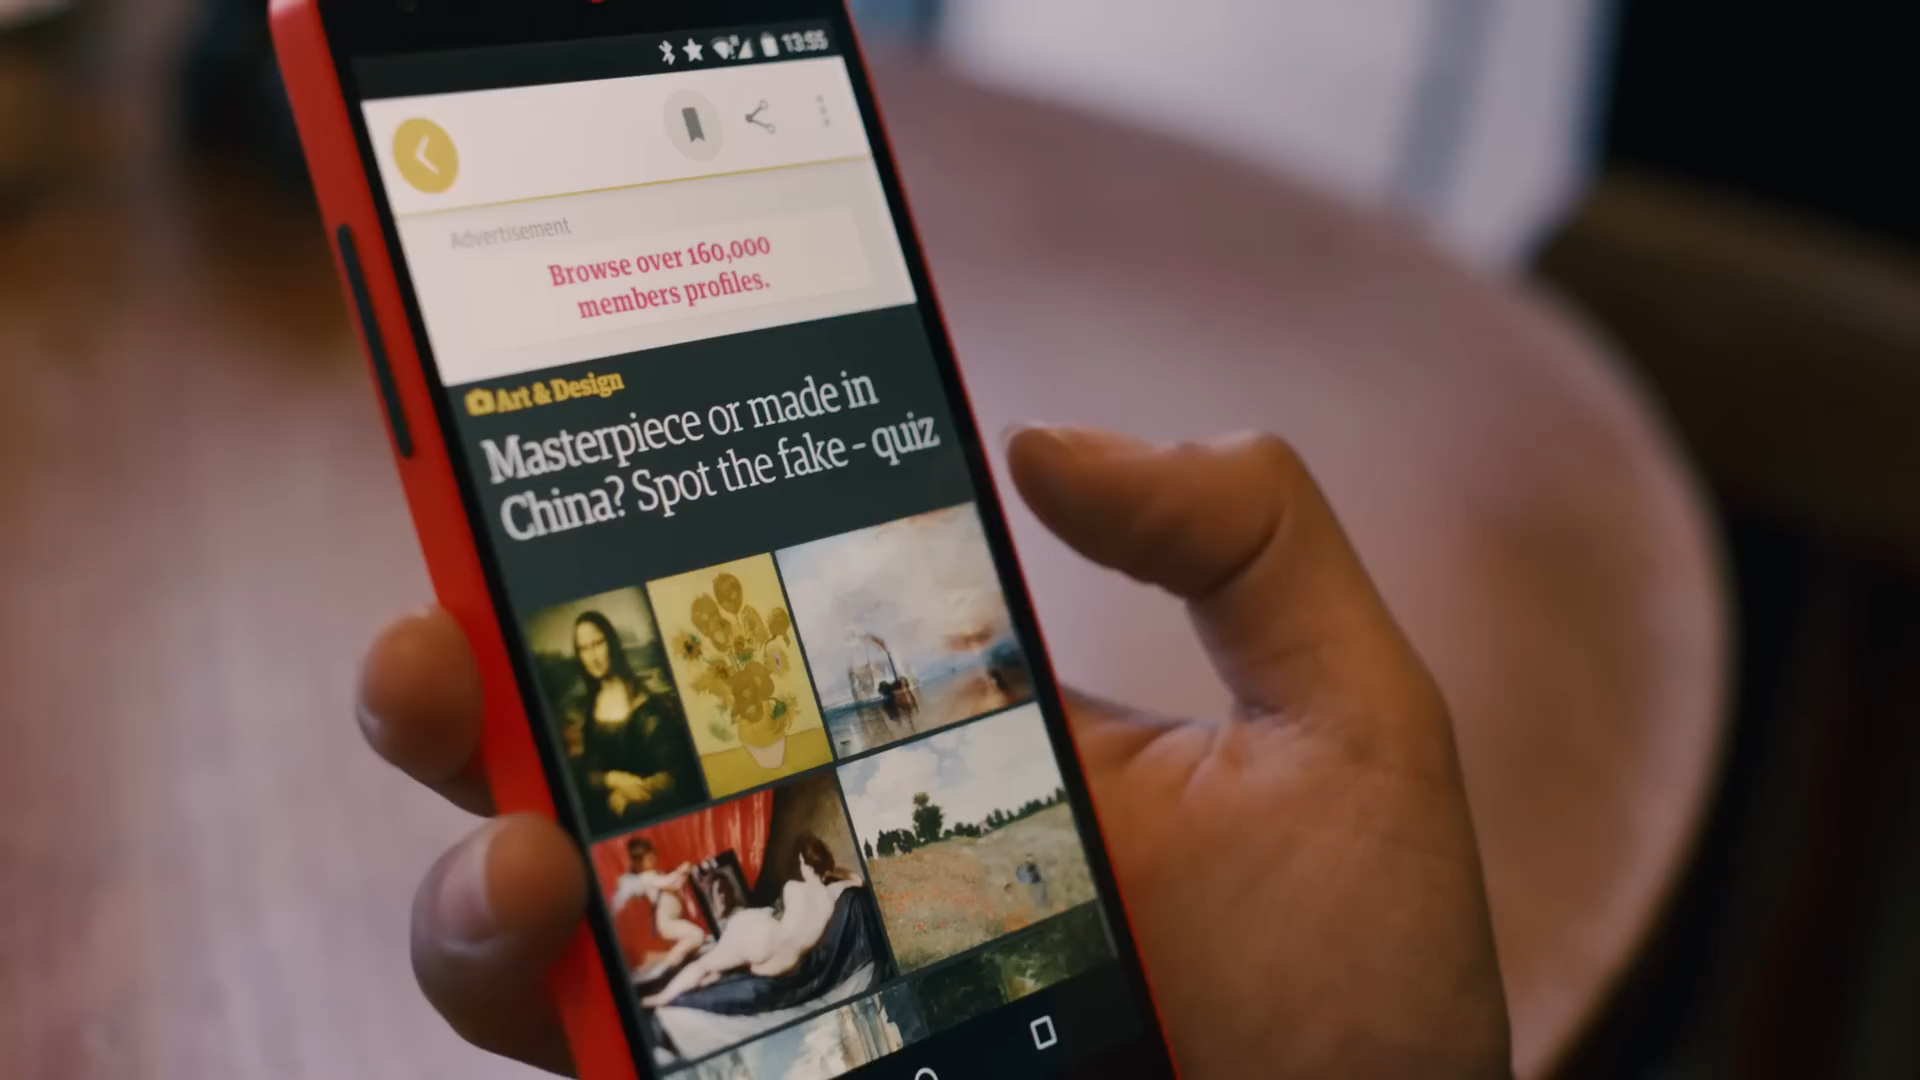 13:55
Advertisement
Browse over 160,000
members profiles.
Art & Design
Masterpiece or made in
China? Spot the fake – quiz